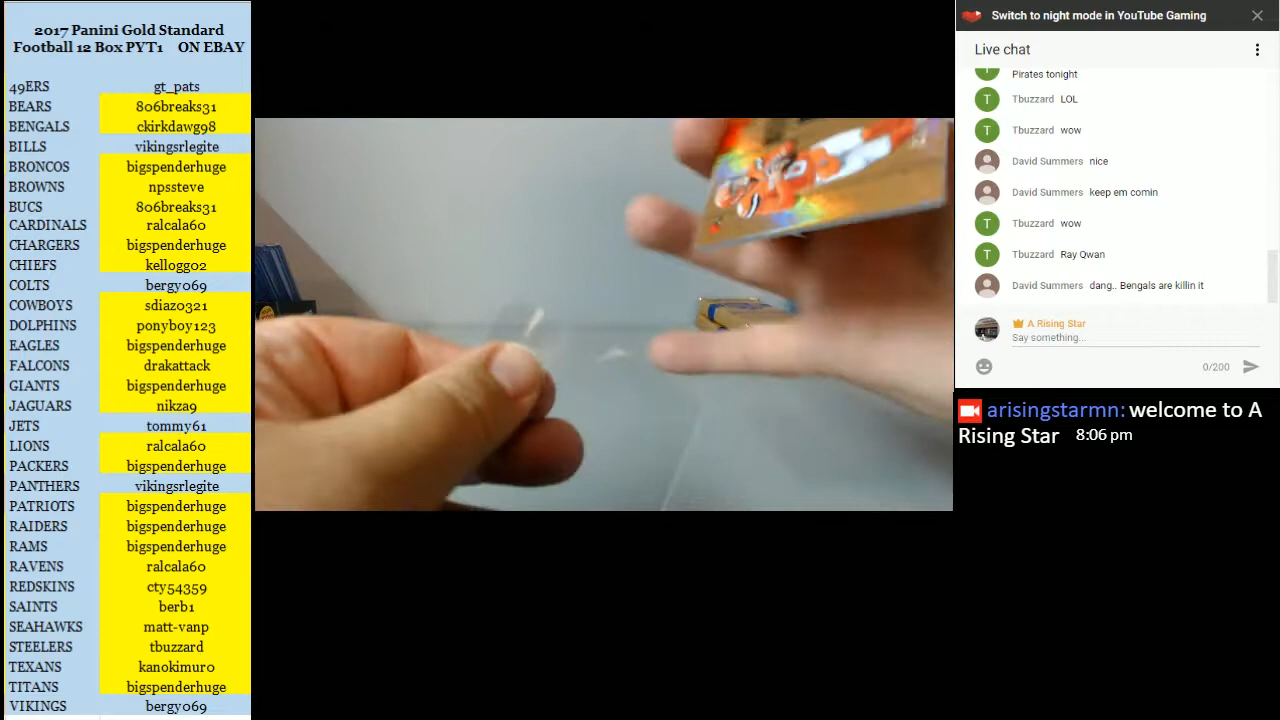 2017 Panini Gold Standard
Football 12 Box PYT1 ON EBAY
49ERS gt_pats
BEARS 806breaks31
BENGALS ckirkdawg98
BILLS vikingsrlegite
BRONCOS bigspenderhuge
BROWNS npssteve
BUCS 806breaks31
CARDINALS ralcala60
CHARGERS bigspenderhuge
CHIEFS kellogg02
COLTS bergy069
COWBOYS sdiaz0321
DOLPHINS ponyboy123
EAGLES bigspenderhuge
FALCONS drakattack
GIANTS bigspenderhuge
JAGUARS nikza9
JETS tommy61
LIONS ralcala60
PACKERS bigspenderhuge
PANTHERS vikingsrlegite
PATRIOTS bigspenderhuge
RAIDERS bigspenderhuge
RAMS bigspenderhuge
RAVENS ralcala60
REDSKINS cty54359
SAINTS berb1
SEAHAWKS matt-vanp
STEELERS tbuzzard
TEXANS kanokimuro
TITANS bigspenderhuge
VIKINGS bergy069
Switch to night mode in YouTube Gaming
Live chat
T Pirates tonight
T Tbuzzard LOL
T Tbuzzard wow
David Summers nice
David Summers keep em comin
T Tbuzzard wow
T Tbuzzard Ray Qwan
David Summers dang.. Bengals are killin it
A Rising Star
Say something...
0/200
arisingstarmn: welcome to A
Rising Star 8:06 pm